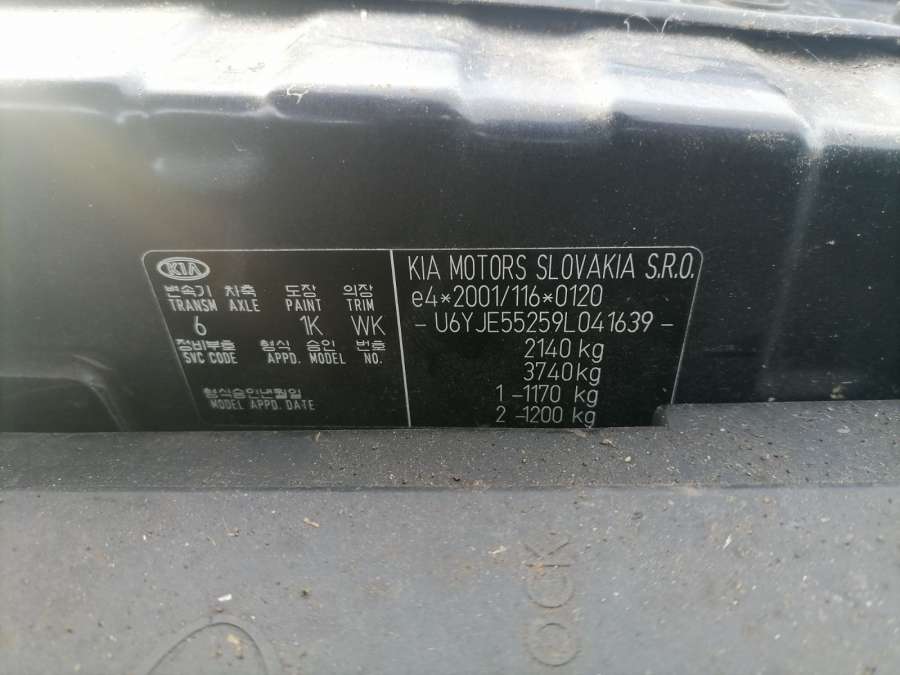 KIA
변속기 차축 도장 의장
TRANSM AXLE PAINT TRIM
6 1K WK
정비부호 형식 승인 번호
SVC CODE APPD. MODEL NO.
형식승인년월일
MODEL APPD. DATE
KIA MOTORS SLOVAKIA S.R.O.
e4*2001/116*0120
- U6YJE55259L041639 -
2140 kg
3740 kg
1 -1170 kg
2 -1200 kg
OCK